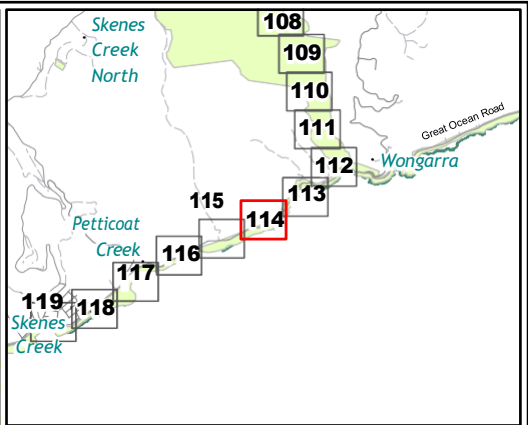 108
Skenes
Creek
North
109
110
111
Great Ocean Road
112
Wongarra
113
115
114
Petticoat
Creek
116
117
119
118
Skenes
Creek